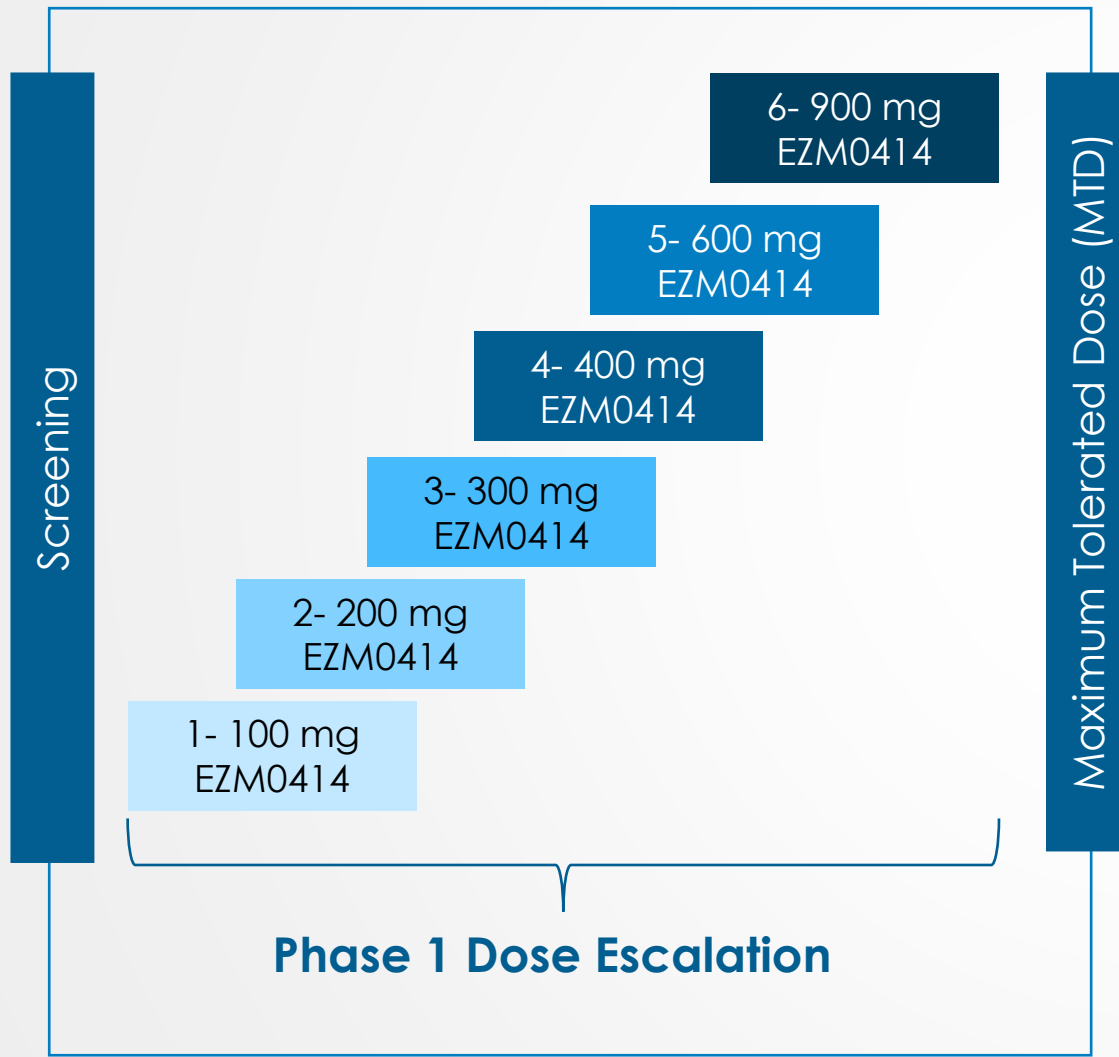 Screening
6- 900 mg
EZM0414
5- 600 mg
EZM0414
4- 400 mg
EZM0414
3- 300 mg
EZM0414
2- 200 mg
EZM0414
1- 100 mg
EZM0414
Maximum Tolerated Dose (MTD)
Phase 1 Dose Escalation